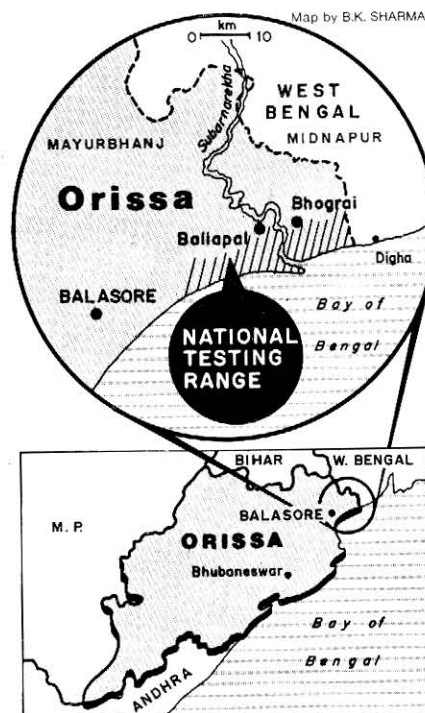 Map by B.K. SHARMA
km
0 10
WEST
BENGAL
MIDNAPUR
Subarnarekha
MAYURBHANJ
Orissa
Bhograi
Baliapal
Digha
BALASORE
Bay of
Bengal
NATIONAL
TESTING
RANGE
BIHAR
W. BENGAL
M.P.
BALASORE
ORISSA
Bhubaneswar
Bay of
Bengal
ANDHRA